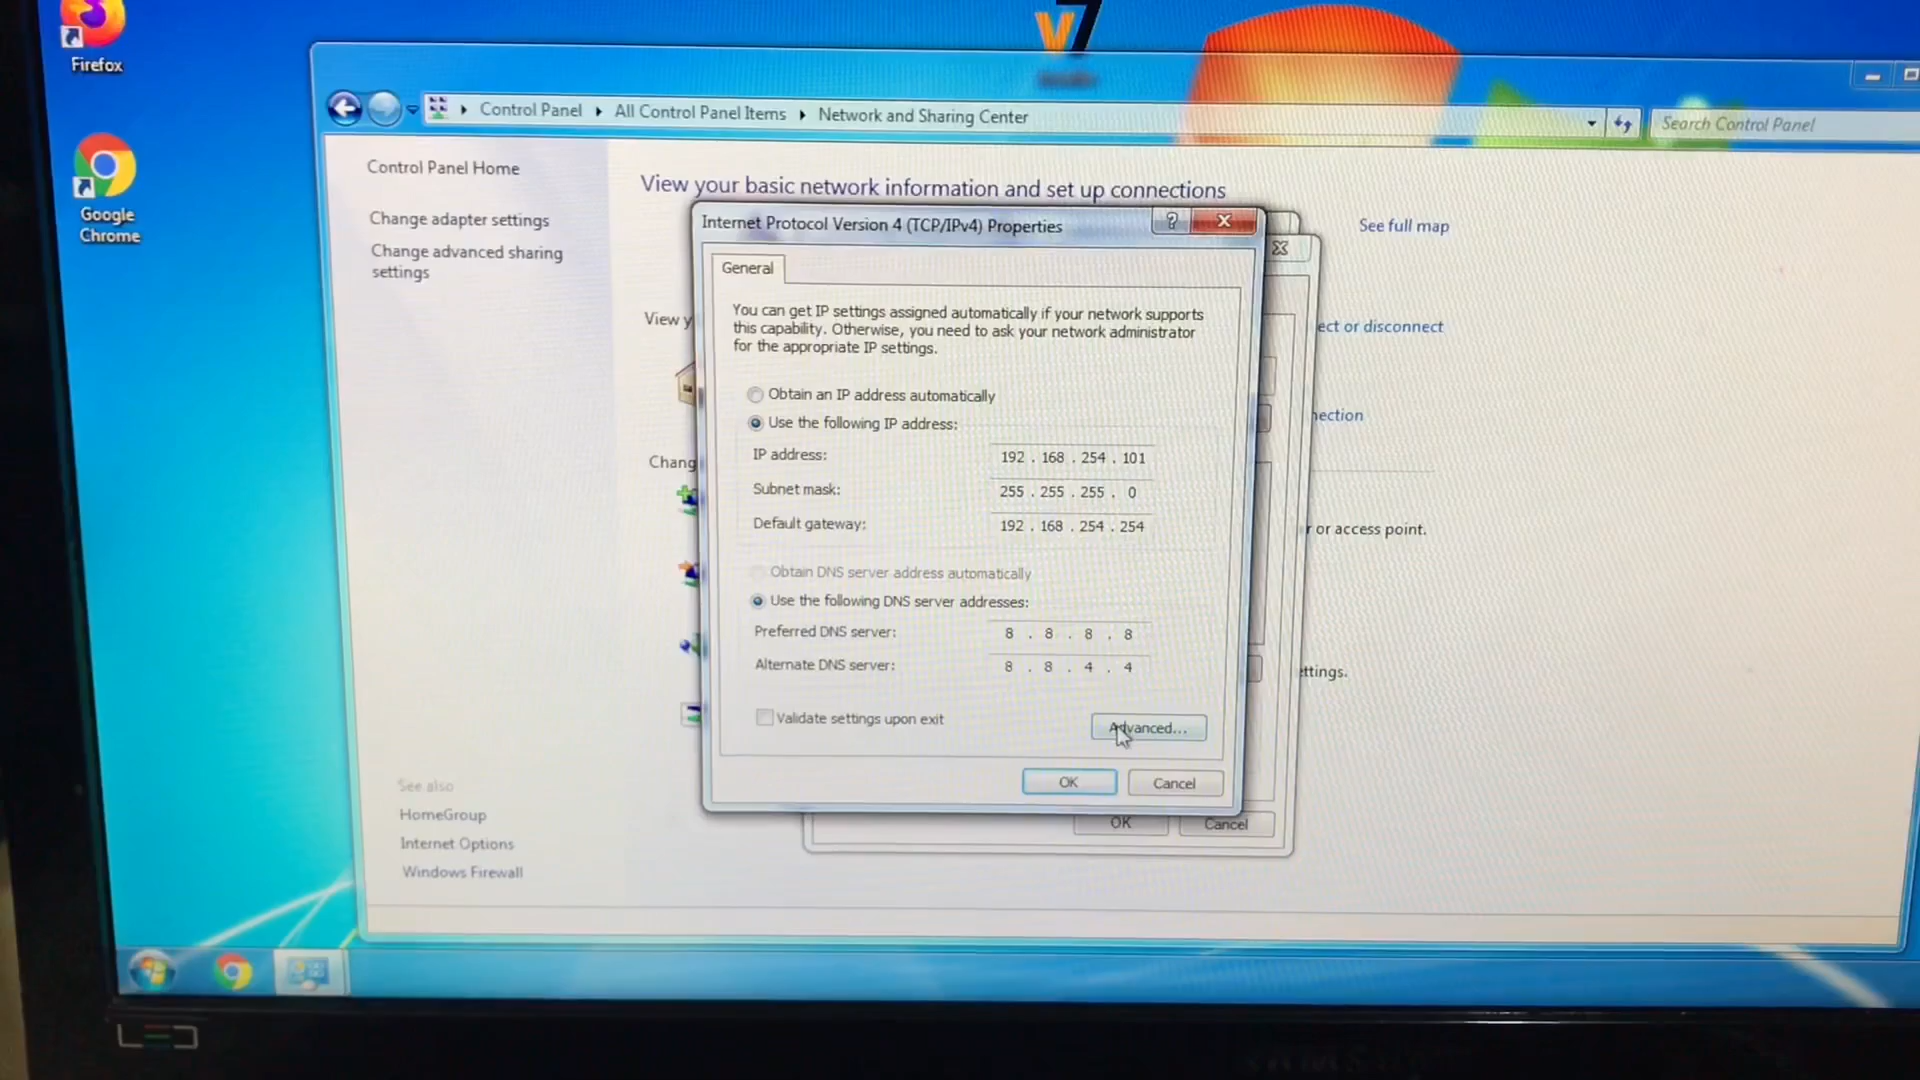 Firefox
Google
Chrome
v7
Control Panel
All Control Panel Items
Network and Sharing Center
Search Control Panel
Control Panel Home
Change adapter settings
Change advanced sharing
settings
See also
HomeGroup
Internet Options
Windows Firewall
View your basic network information and set up connections
See full map
View y
ect or disconnect
nection
Chang
r or access point.
ttings.
Internet Protocol Version 4 (TCP/IPv4) Properties
General
You can get IP settings assigned automatically if your network supports
this capability. Otherwise, you need to ask your network administrator
for the appropriate IP settings.
Obtain an IP address automatically
Use the following IP address:
IP address: 192 . 168 . 254 . 101
Subnet mask: 255 . 255 . 255 . 0
Default gateway: 192 . 168 . 254 . 254
Obtain DNS server address automatically
Use the following DNS server addresses:
Preferred DNS server: 8 . 8 . 8 . 8
Alternate DNS server: 8 . 8 . 4 . 4
Validate settings upon exit
Advanced...
OK Cancel
OK Cancel
LED